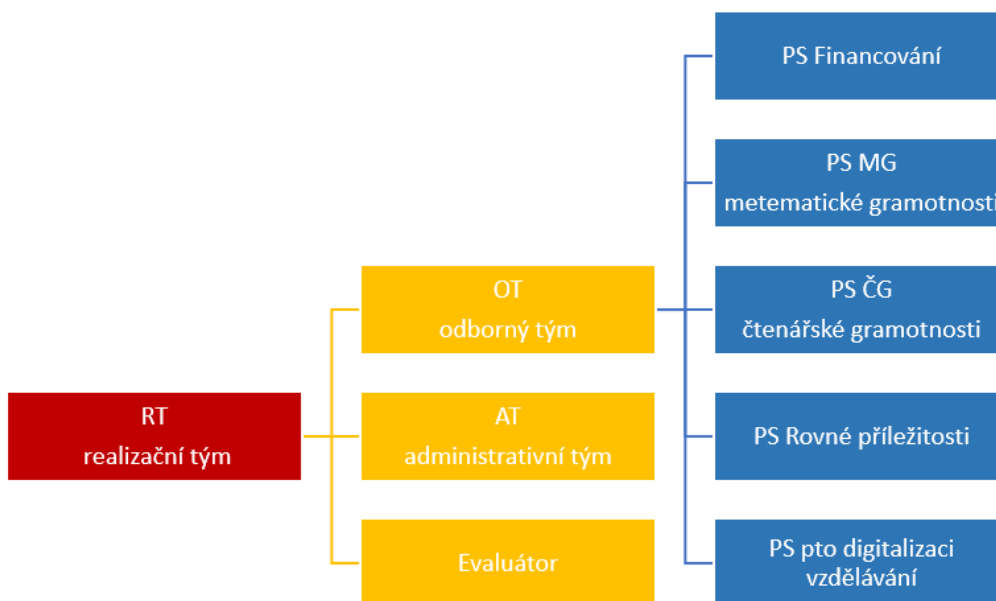 RT
realizační tým
OT
odborný tým
AT
administrativní tým
Evaluátor
PS Financování
PS MG
metematické gramotnosti
PS ČG
čtenářské gramotnosti
PS Rovné příležitosti
PS pto digitalizaci
vzdělávání